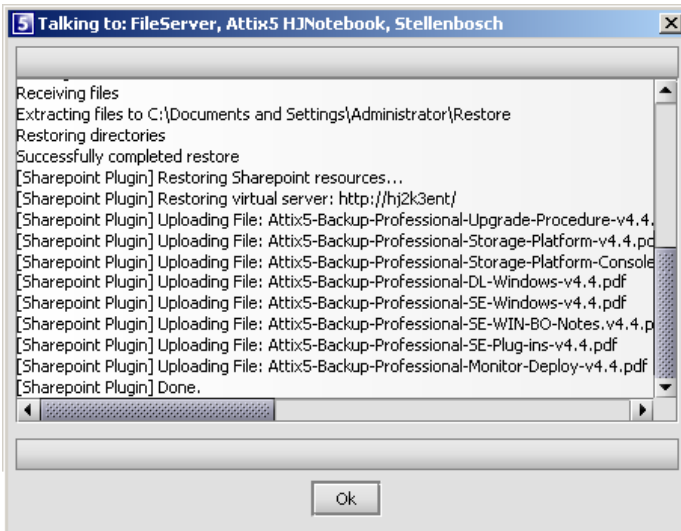 5 Talking to: FileServer, Attix5 HJNotebook, Stellenbosch
Receiving files
Extracting files to C:\Documents and Settings\Administrator\Restore
Restoring directories
Successfully completed restore
[Sharepoint Plugin] Restoring Sharepoint resources...
[Sharepoint Plugin] Restoring virtual server: http://hj2k3ent/
[Sharepoint Plugin] Uploading File: Attix5-Backup-Professional-Upgrade-Procedure-v4.4.
[Sharepoint Plugin] Uploading File: Attix5-Backup-Professional-Storage-Platform-v4.4.pd
[Sharepoint Plugin] Uploading File: Attix5-Backup-Professional-Storage-Platform-Console
[Sharepoint Plugin] Uploading File: Attix5-Backup-Professional-DL-Windows-v4.4.pdf
[Sharepoint Plugin] Uploading File: Attix5-Backup-Professional-SE-Windows-v4.4.pdf
[Sharepoint Plugin] Uploading File: Attix5-Backup-Professional-SE-WIN-BO-Notes.v4.4.p
[Sharepoint Plugin] Uploading File: Attix5-Backup-Professional-SE-Plug-ins-v4.4.pdf
[Sharepoint Plugin] Uploading File: Attix5-Backup-Professional-Monitor-Deploy-v4.4.pdf
[Sharepoint Plugin] Done.
Ok